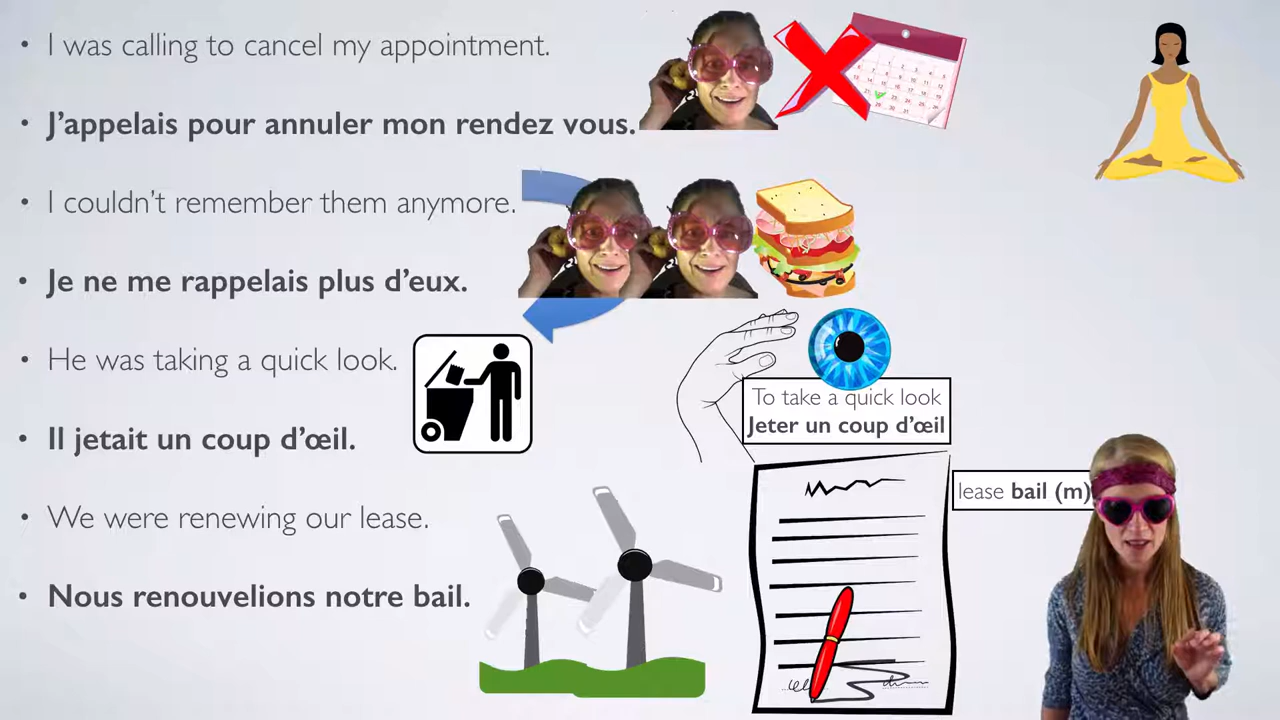 • I was calling to cancel my appointment.
• J’appelais pour annuler mon rendez vous.
• I couldn’t remember them anymore.
• Je ne me rappelais plus d’eux.
• He was taking a quick look.
• Il jetait un coup d’œil.
To take a quick look
Jeter un coup d’œil
lease bail (m)
• We were renewing our lease.
• Nous renouvelions notre bail.